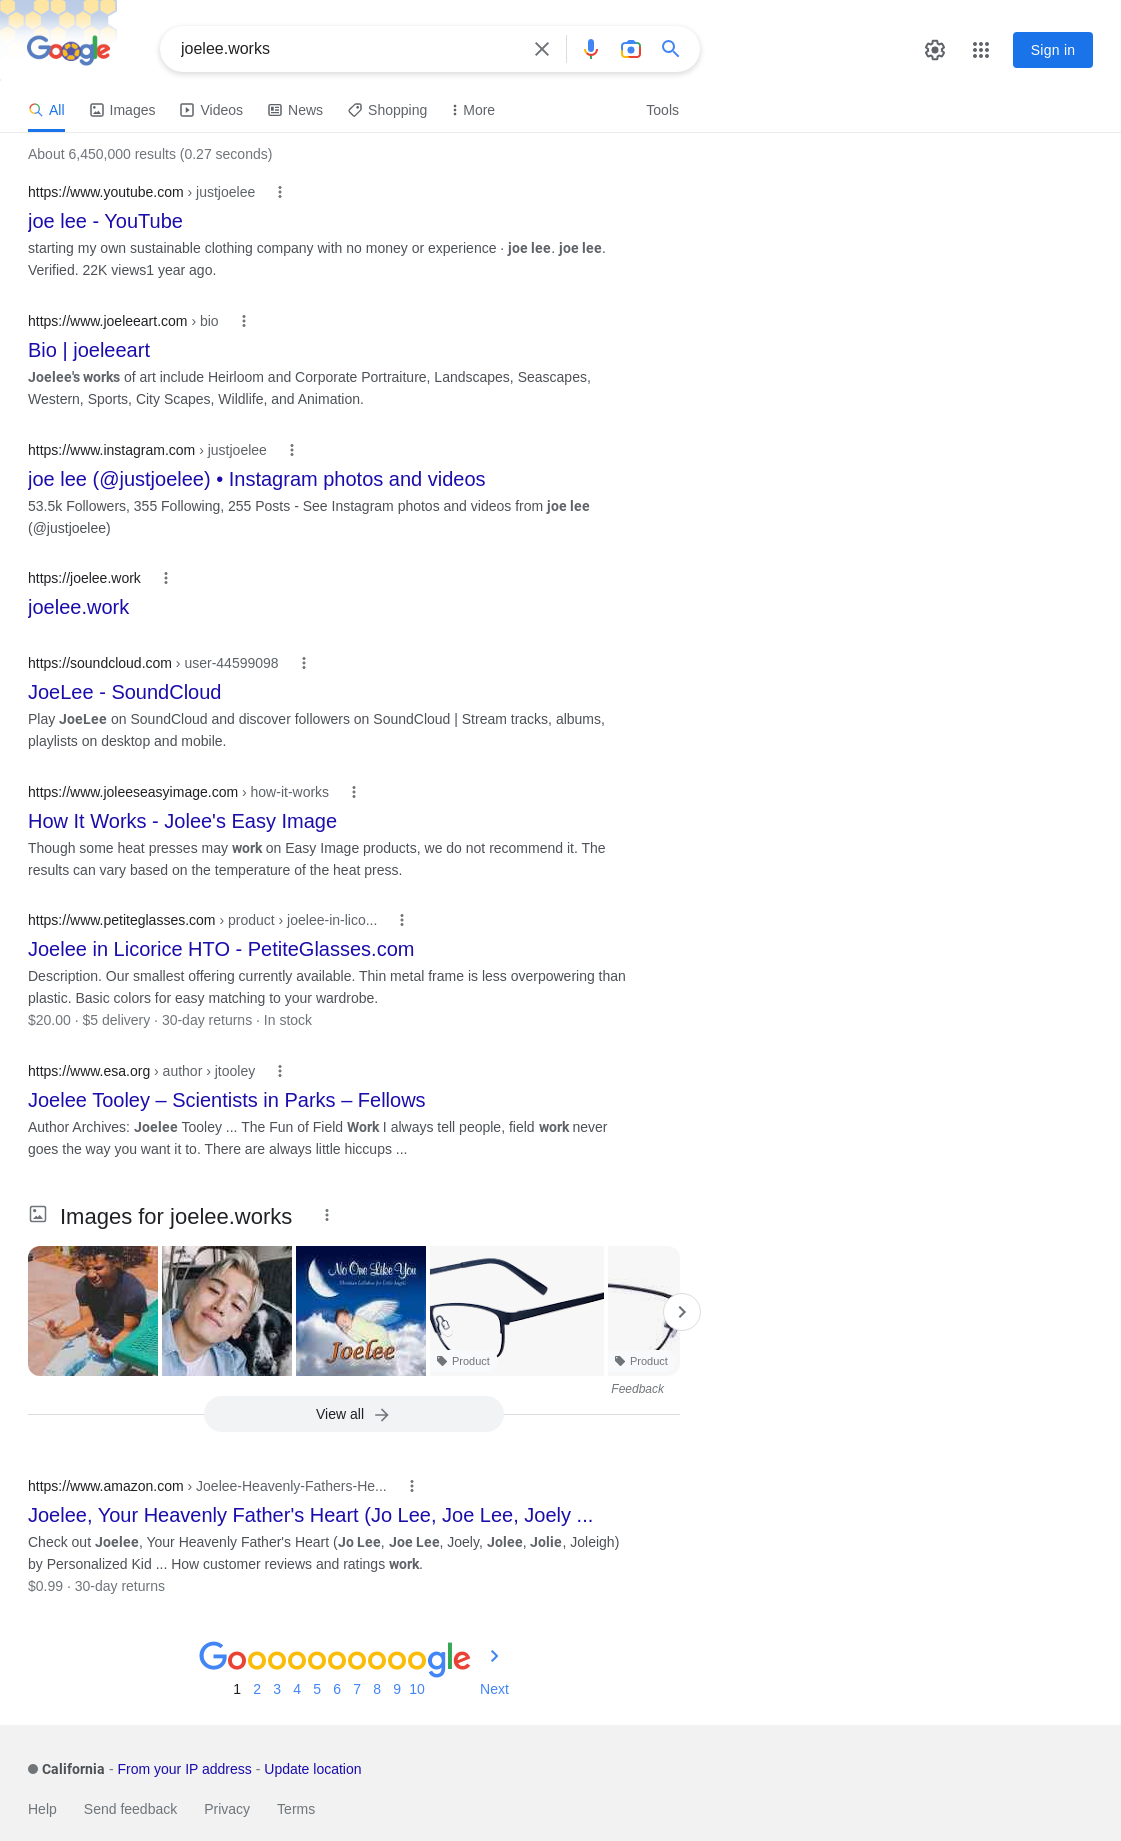 Google
joelee.works
Sign in
All
Images
Videos
News
Shopping
More
Tools
About 6,450,000 results (0.27 seconds)
https://www.youtube.com › justjoelee
joe lee - YouTube
starting my own sustainable clothing company with no money or experience · joe lee. joe lee.
Verified. 22K views1 year ago.
https://www.joeleeart.com › bio
Bio | joeleeart
Joelee's works of art include Heirloom and Corporate Portraiture, Landscapes, Seascapes,
Western, Sports, City Scapes, Wildlife, and Animation.
https://www.instagram.com › justjoelee
joe lee (@justjoelee) • Instagram photos and videos
53.5k Followers, 355 Following, 255 Posts - See Instagram photos and videos from joe lee
(@justjoelee)
https://joelee.work
joelee.work
https://soundcloud.com › user-44599098
JoeLee - SoundCloud
Play JoeLee on SoundCloud and discover followers on SoundCloud | Stream tracks, albums,
playlists on desktop and mobile.
https://www.joleeseasyimage.com › how-it-works
How It Works - Jolee's Easy Image
Though some heat presses may work on Easy Image products, we do not recommend it. The
results can vary based on the temperature of the heat press.
https://www.petiteglasses.com › product › joelee-in-lico...
Joelee in Licorice HTO - PetiteGlasses.com
Description. Our smallest offering currently available. Thin metal frame is less overpowering than
plastic. Basic colors for easy matching to your wardrobe.
$20.00 · $5 delivery · 30-day returns · In stock
https://www.esa.org › author › jtooley
Joelee Tooley – Scientists in Parks – Fellows
Author Archives: Joelee Tooley ... The Fun of Field Work I always tell people, field work never
goes the way you want it to. There are always little hiccups ...
Images for joelee.works
No One Like You
Joelee
Product
Product
Feedback
View all
https://www.amazon.com › Joelee-Heavenly-Fathers-He...
Joelee, Your Heavenly Father's Heart (Jo Lee, Joe Lee, Joely ...
Check out Joelee, Your Heavenly Father's Heart (Jo Lee, Joe Lee, Joely, Jolee, Jolie, Joleigh)
by Personalized Kid ... How customer reviews and ratings work.
$0.99 · 30-day returns
Goooooooooogle
1 2 3 4 5 6 7 8 9 10 Next
California - From your IP address - Update location
Help Send feedback Privacy Terms